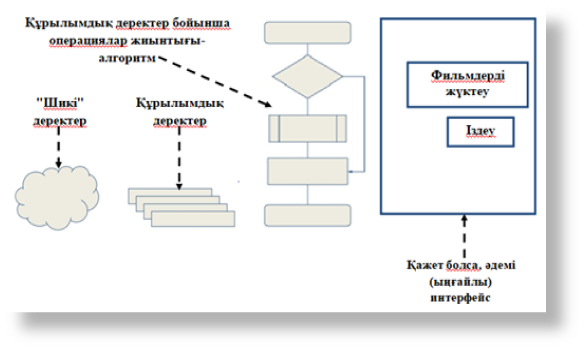 Құрылымдық деректер бойынша
операциялар жиынтығы-
алгоритм
"Шикі"
деректер
Құрылымдық
деректер
Фильмдерді
жүктеу
Іздеу
Қажет болса, әдемі
(ыңғайлы)
интерфейс